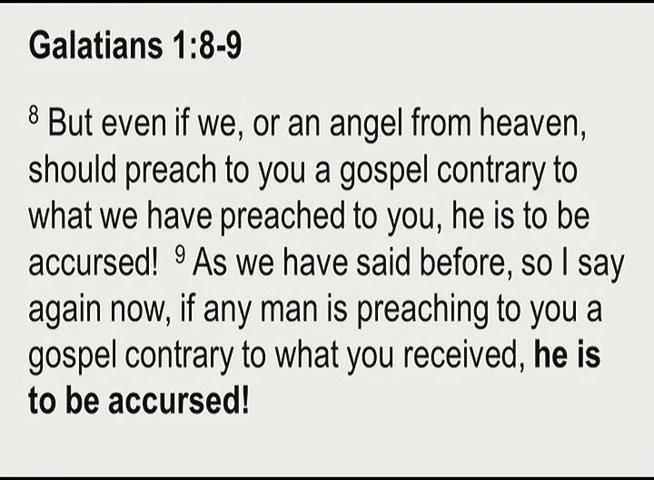 Galatians 1:8-9
⁸ But even if we, or an angel from heaven,
should preach to you a gospel contrary to
what we have preached to you, he is to be
accursed! ⁹ As we have said before, so I say
again now, if any man is preaching to you a
gospel contrary to what you received, he is
to be accursed!